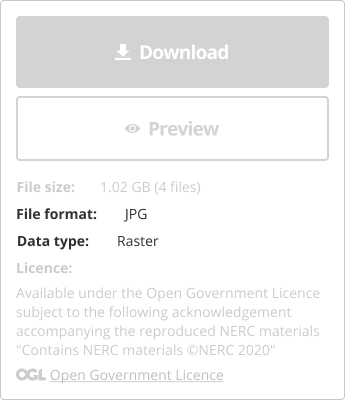 Download
Preview
File size: 1.02 GB (4 files)
File format: JPG
Data type: Raster
Licence:
Available under the Open Government Licence
subject to the following acknowledgement
accompanying the reproduced NERC materials
"Contains NERC materials ©NERC 2020"
OGL Open Government Licence